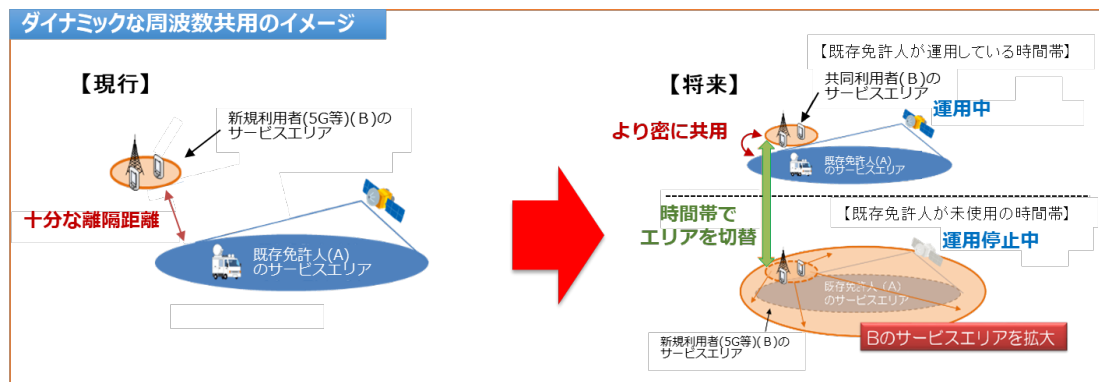 ダイナミックな周波数共用のイメージ
【現行】
新規利用者(5G等)(B)の
サービスエリア
十分な離隔距離
既存免許人(A)
のサービスエリア
【将来】
【既存免許人が運用している時間帯】
共同利用者(B)の
サービスエリア
運用中
より密に共用
既存免許人(A)
のサービスエリア
時間帯で
エリアを切替
【既存免許人が未使用の時間帯】
運用停止中
既存免許人(A)
のサービスエリア
新規利用者(5G等)(B)の
サービスエリア
Bのサービスエリアを拡大